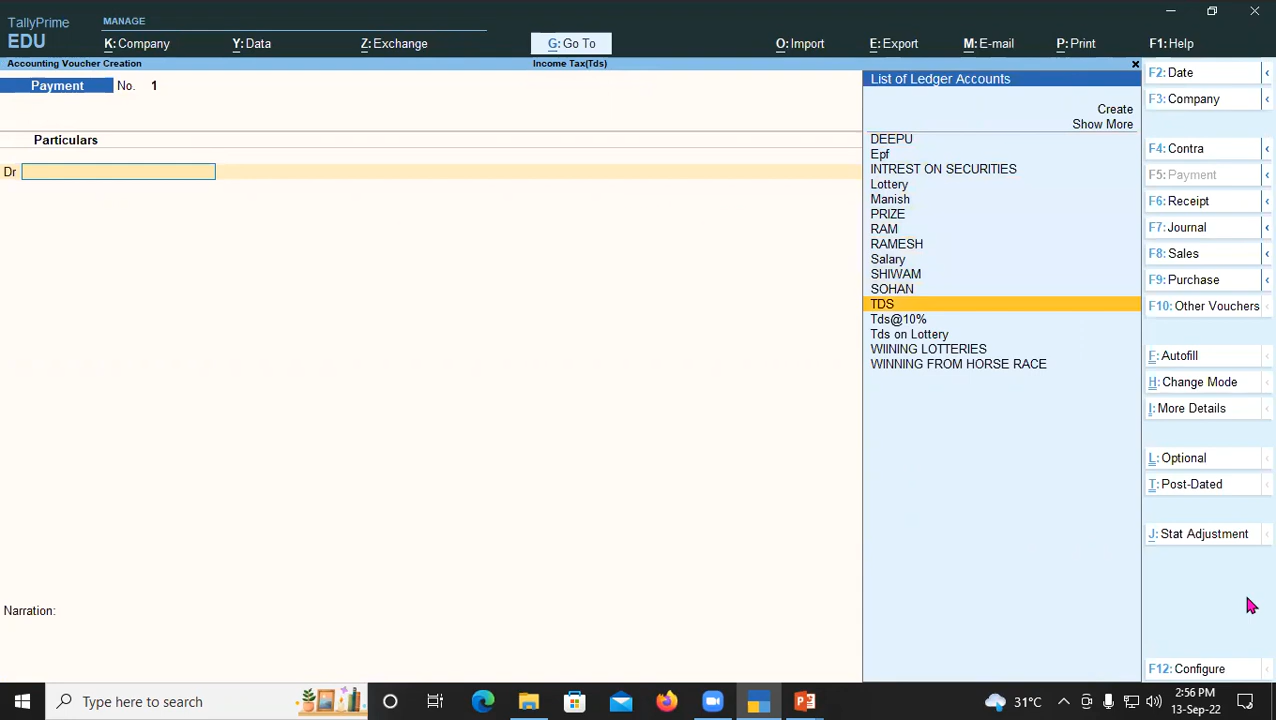 TallyPrime
EDU
MANAGE
K: Company
Y: Data
Z: Exchange
G: Go To
O: Import
E: Export
M: E-mail
P: Print
F1: Help
Accounting Voucher Creation
Income Tax(Tds)
Payment No. 1
Particulars
Dr
Narration:
List of Ledger Accounts
Create
Show More
DEEPU
Epf
INTREST ON SECURITIES
Lottery
Manish
PRIZE
RAM
RAMESH
Salary
SHIWAM
SOHAN
TDS
Tds@10%
Tds on Lottery
WIINING LOTTERIES
WINNING FROM HORSE RACE
F2: Date
F3: Company
F4: Contra
F5: Payment
F6: Receipt
F7: Journal
F8: Sales
F9: Purchase
F10: Other Vouchers
F: Autofill
H: Change Mode
I: More Details
L: Optional
T: Post-Dated
J: Stat Adjustment
F12: Configure
Type here to search
31°C
2:56 PM
13-Sep-22